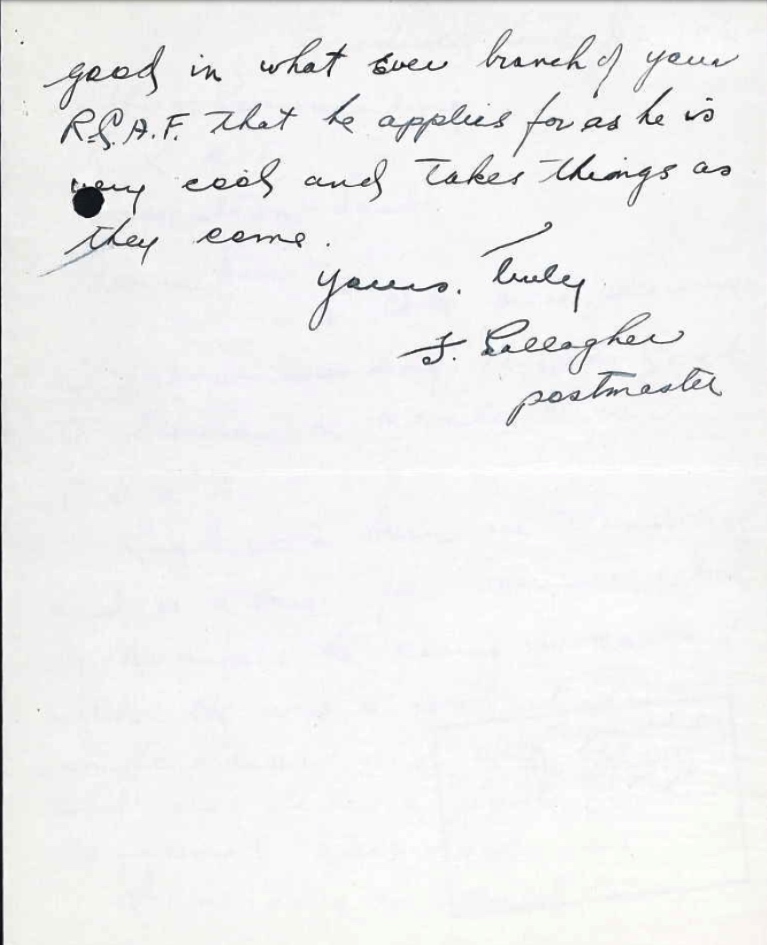 good in what ever branch of your
R.C.A.F. that he applies for as he is
very cool and takes things as
they come.
yours. truly
J. Gallagher
postmaster